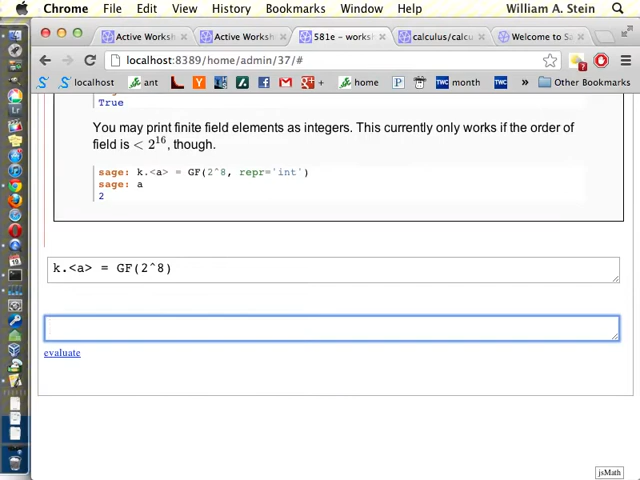 Chrome File Edit View History Bookmarks Window Help William A. Stein
Active Works Active Works 581e – works calculus/calcu Welcome to Sa
localhost:8389/home/admin/37/#
localhost ant home month month » Other Bookmarks
True
You may print finite field elements as integers. This currently only works if the order of
field is < 2^16, though.
sage: k.<a> = GF(2^8, repr='int')
sage: a
2
k.<a> = GF(2^8)
evaluate
jsMath